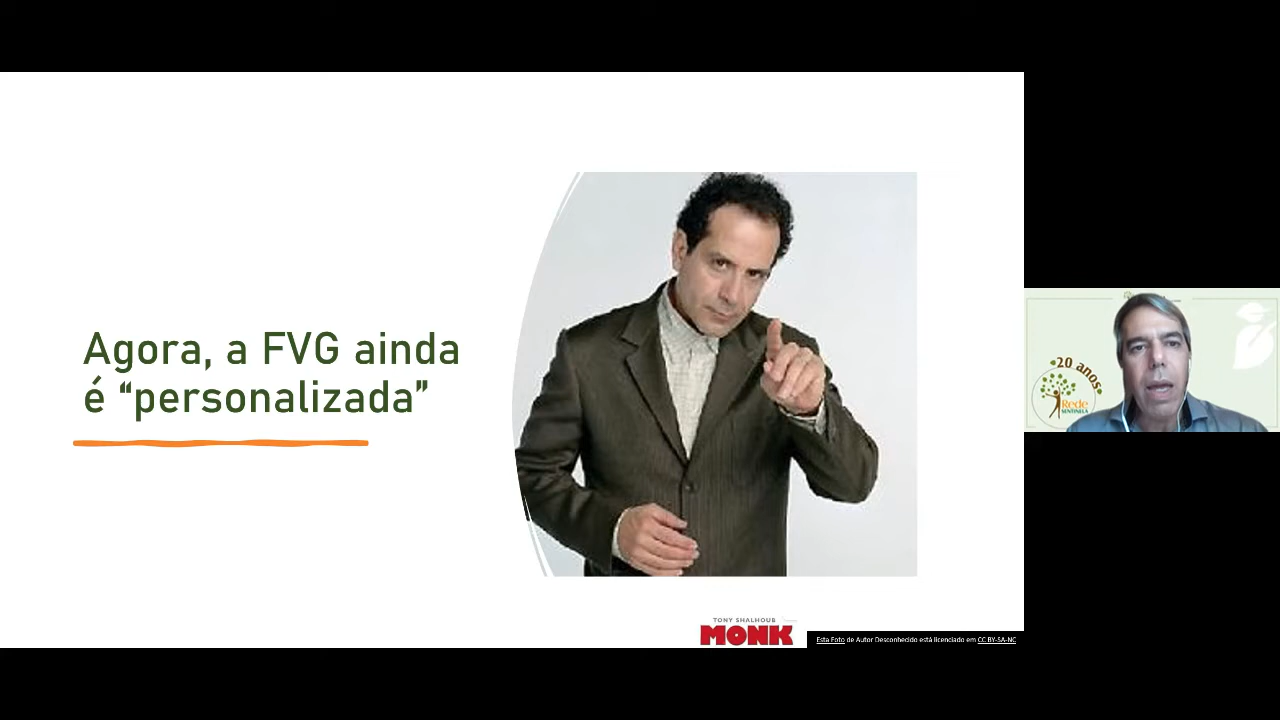 Agora, a FVG ainda
é “personalizada”
TONY SHALHOUB
MONK
Esta Foto de Autor Desconhecido está licenciado em CC BY-SA-NC
20 anos
Rede
SENTINELA